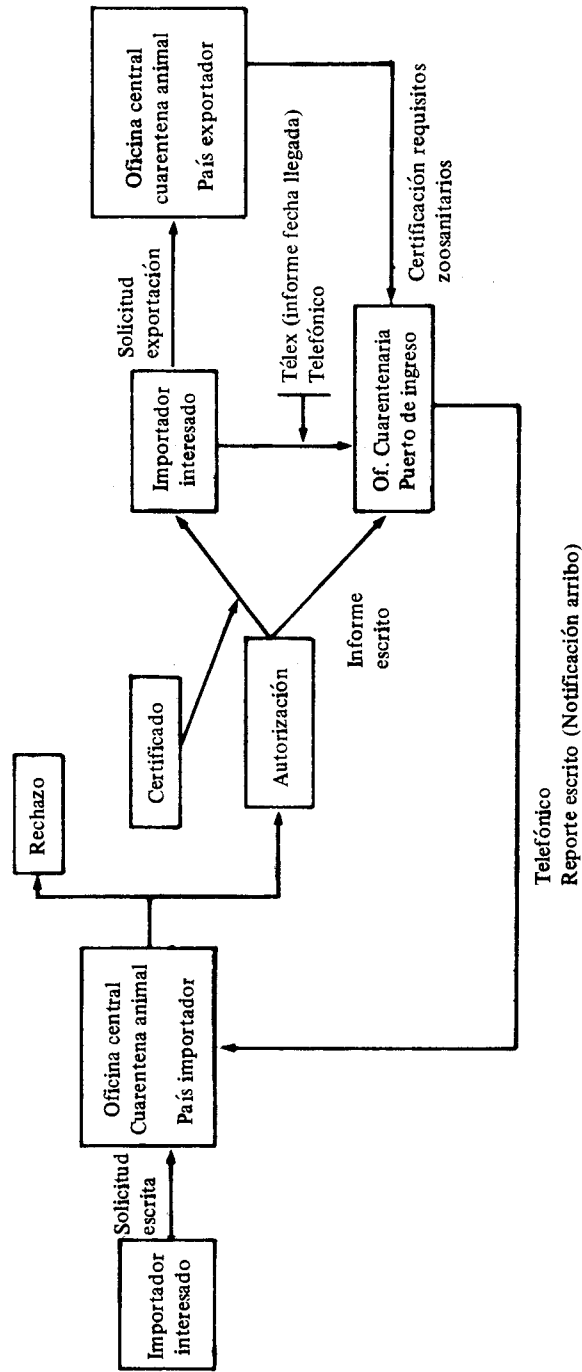 Importador
interesado
Solicitud
escrita
Oficina central
Cuarentena animal
País importador
Rechazo
Certificado
Autorización
Informe
escrito
Importador
interesado
Solicitud
exportación
Télex (informe fecha llegada)
Telefónico
Of. Cuarentenaria
Puerto de ingreso
Oficina central
cuarentena animal
País exportador
Certificación requisitos
zoosanitarios
Telefónico
Reporte escrito (Notificación arribo)